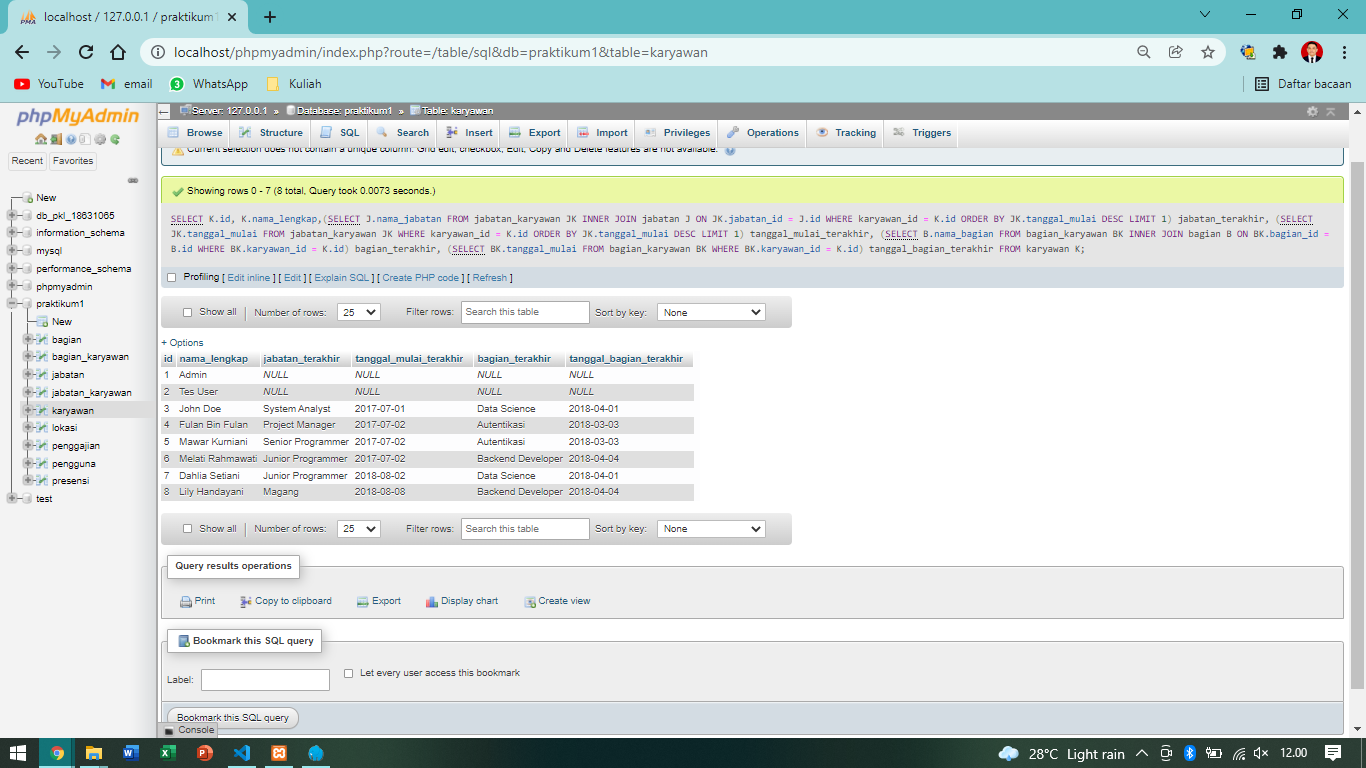 localhost / 127.0.0.1 / praktikum1
localhost/phpmyadmin/index.php?route=/table/sql&db=praktikum1&table=karyawan
YouTube email WhatsApp Kuliah Daftar bacaan
phpMyAdmin
Recent Favorites
New
db_pkl_18631065
information_schema
mysql
performance_schema
phpmyadmin
praktikum1
New
bagian
bagian_karyawan
jabatan
jabatan_karyawan
karyawan
lokasi
penggajian
pengguna
presensi
test
Server: 127.0.0.1 » Database: praktikum1 » Table: karyawan
Browse Structure SQL Search Insert Export Import Privileges Operations Tracking Triggers
Current selection does not contain a unique column. Grid edit, checkbox, Edit, Copy and Delete features are not available.
Showing rows 0 - 7 (8 total, Query took 0.0073 seconds.)
SELECT K.id, K.nama_lengkap,(SELECT J.nama_jabatan FROM jabatan_karyawan JK INNER JOIN jabatan J ON JK.jabatan_id = J.id WHERE karyawan_id = K.id ORDER BY JK.tanggal_mulai DESC LIMIT 1) jabatan_terakhir, (SELECT
JK.tanggal_mulai FROM jabatan_karyawan JK WHERE karyawan_id = K.id ORDER BY JK.tanggal_mulai DESC LIMIT 1) tanggal_mulai_terakhir, (SELECT B.nama_bagian FROM bagian_karyawan BK INNER JOIN bagian B ON BK.bagian_id =
B.id WHERE BK.karyawan_id = K.id) bagian_terakhir, (SELECT BK.tanggal_mulai FROM bagian_karyawan BK WHERE BK.karyawan_id = K.id) tanggal_bagian_terakhir FROM karyawan K;
Profiling [ Edit inline ] [ Edit ] [ Explain SQL ] [ Create PHP code ] [ Refresh ]
Show all Number of rows: 25 Filter rows: Search this table Sort by key: None
+ Options
id nama_lengkap jabatan_terakhir tanggal_mulai_terakhir bagian_terakhir tanggal_bagian_terakhir
1 Admin NULL NULL NULL NULL
2 Tes User NULL NULL NULL NULL
3 John Doe System Analyst 2017-07-01 Data Science 2018-04-01
4 Fulan Bin Fulan Project Manager 2017-07-02 Autentikasi 2018-03-03
5 Mawar Kurniani Senior Programmer 2017-07-02 Autentikasi 2018-03-03
6 Melati Rahmawati Junior Programmer 2017-07-02 Backend Developer 2018-04-04
7 Dahlia Setiani Junior Programmer 2018-08-02 Data Science 2018-04-01
8 Lily Handayani Magang 2018-08-08 Backend Developer 2018-04-04
Show all Number of rows: 25 Filter rows: Search this table Sort by key: None
Query results operations
Print Copy to clipboard Export Display chart Create view
Bookmark this SQL query
Label: Let every user access this bookmark
Bookmark this SQL query
Console
28°C Light rain 12.00